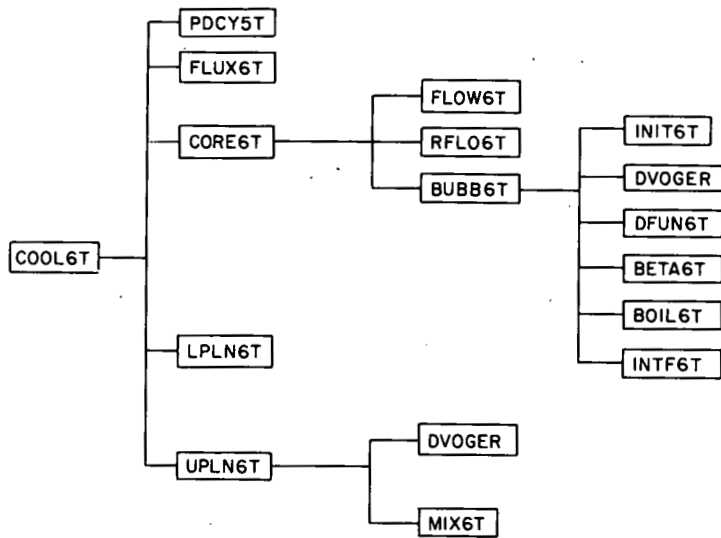 PDCY5T
FLUX6T
FLOW6T
INIT6T
CORE6T
RFLO6T
BUBB6T
DVOGER
DFUN6T
COOL6T
BETA6T
BOIL6T
LPLN6T
INTF6T
UPLN6T
DVOGER
MIX6T